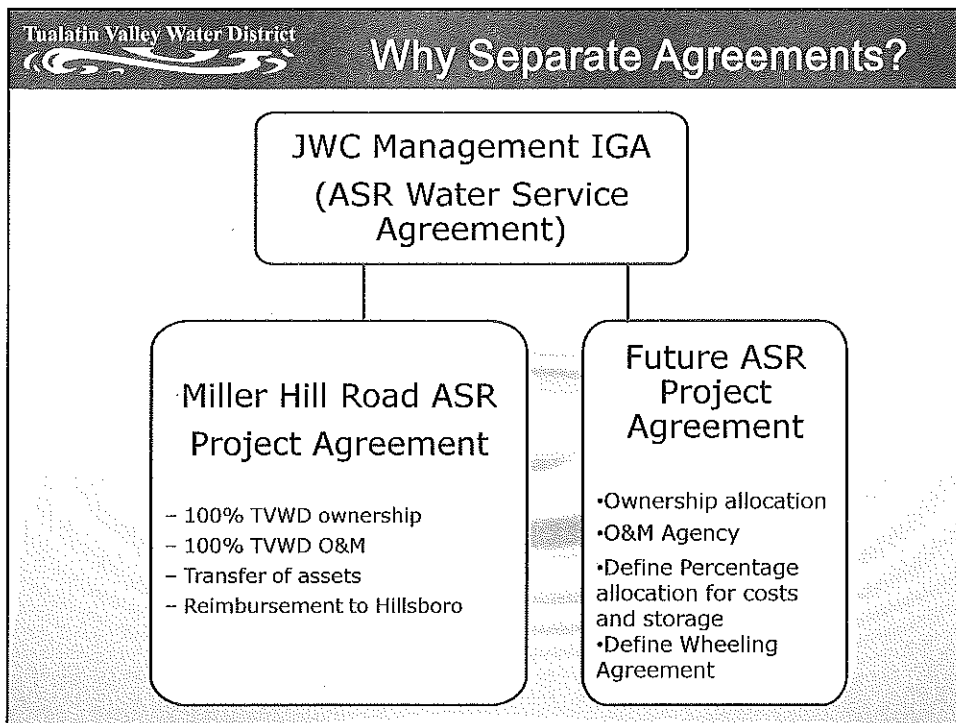 Tualatin Valley Water District
Why Separate Agreements?
JWC Management IGA
(ASR Water Service
Agreement)
Miller Hill Road ASR
Project Agreement
– 100% TVWD ownership
– 100% TVWD O&M
– Transfer of assets
– Reimbursement to Hillsboro
Future ASR
Project
Agreement
•Ownership allocation
•O&M Agency
•Define Percentage
allocation for costs
and storage
•Define Wheeling
Agreement